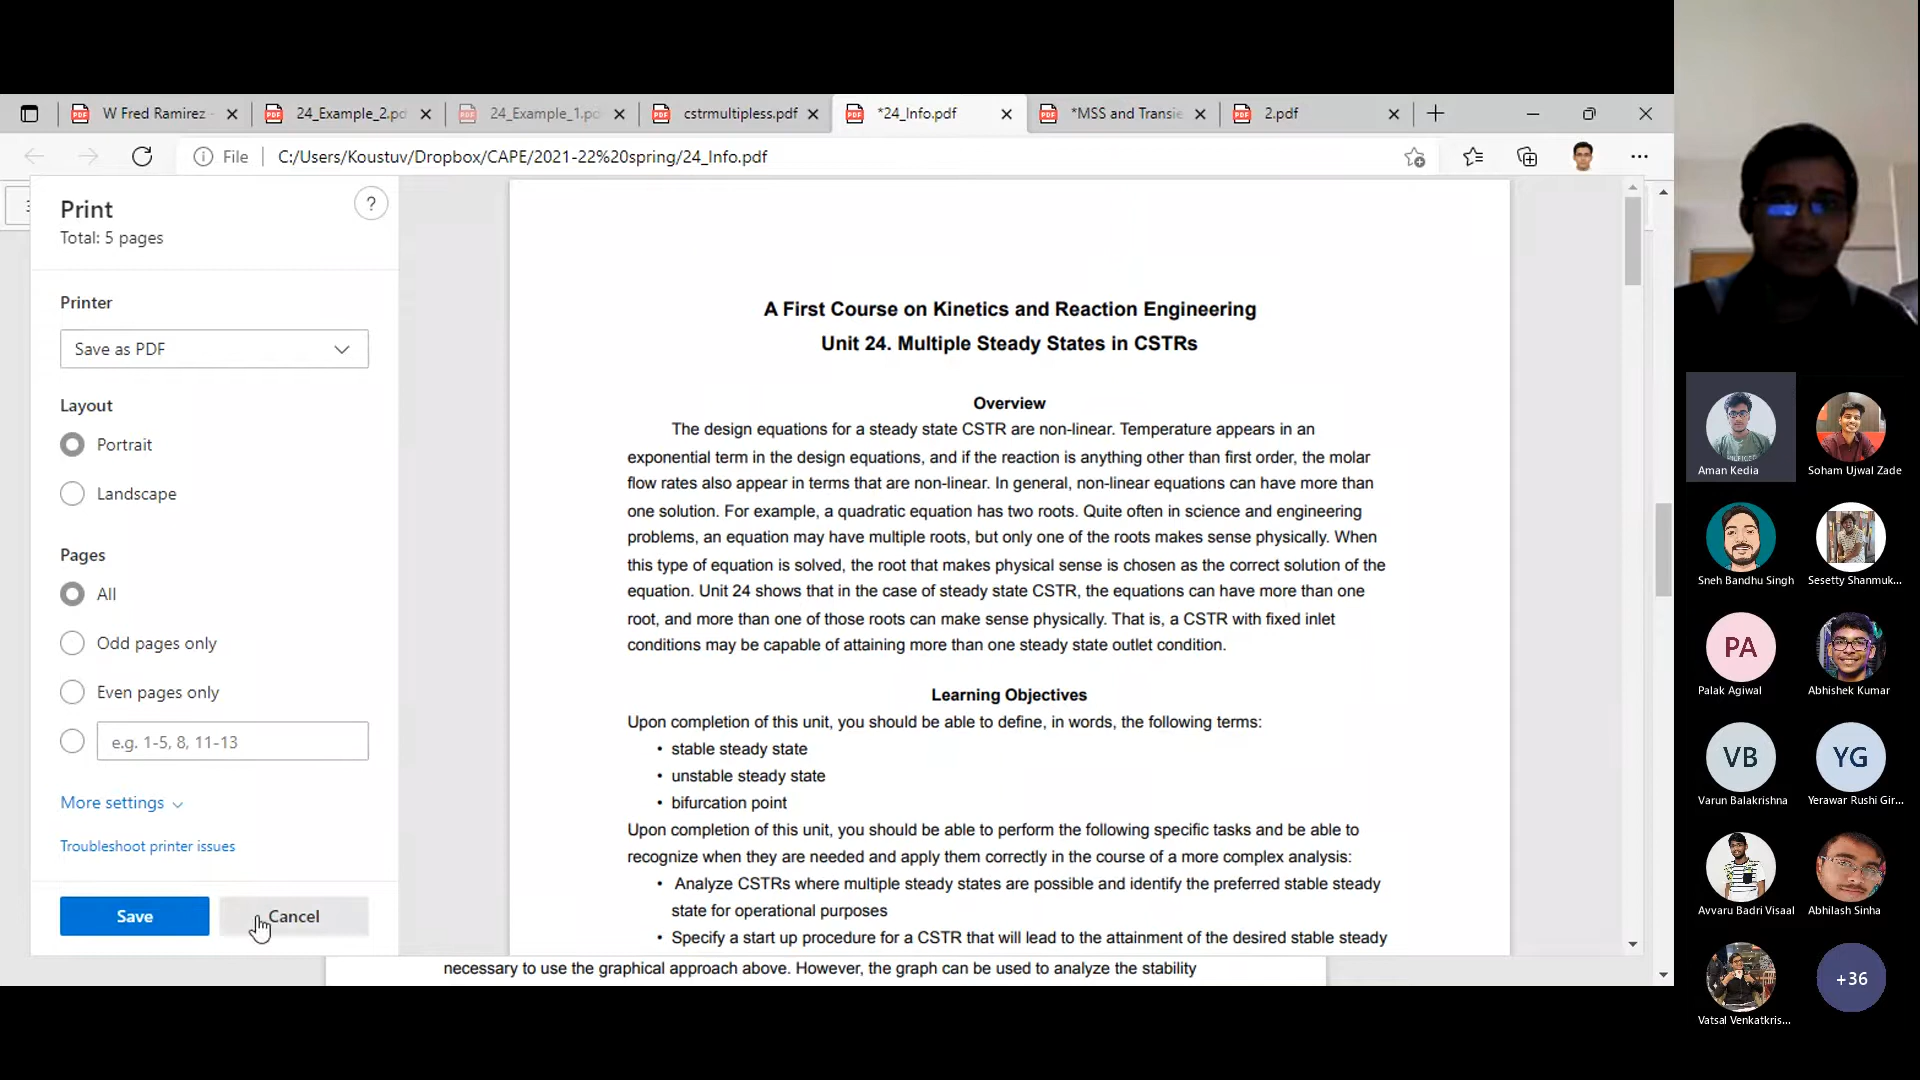 W Fred Ramirez -
24_Example_2.pd
24_Example_1.pd
cstrmultipless.pdf
*24_Info.pdf
*MSS and Transie
2.pdf
File
C:/Users/Koustuv/Dropbox/CAPE/2021-22%20spring/24_Info.pdf
Print
?
Total: 5 pages
Printer
Save as PDF
Layout
Portrait
Landscape
Pages
All
Odd pages only
Even pages only
e.g. 1-5, 8, 11-13
More settings
Troubleshoot printer issues
Save
Cancel
A First Course on Kinetics and Reaction Engineering
Unit 24. Multiple Steady States in CSTRs
Overview
The design equations for a steady state CSTR are non-linear. Temperature appears in an
exponential term in the design equations, and if the reaction is anything other than first order, the molar
flow rates also appear in terms that are non-linear. In general, non-linear equations can have more than
one solution. For example, a quadratic equation has two roots. Quite often in science and engineering
problems, an equation may have multiple roots, but only one of the roots makes sense physically. When
this type of equation is solved, the root that makes physical sense is chosen as the correct solution of the
equation. Unit 24 shows that in the case of steady state CSTR, the equations can have more than one
root, and more than one of those roots can make sense physically. That is, a CSTR with fixed inlet
conditions may be capable of attaining more than one steady state outlet condition.
Learning Objectives
Upon completion of this unit, you should be able to define, in words, the following terms:
• stable steady state
• unstable steady state
• bifurcation point
Upon completion of this unit, you should be able to perform the following specific tasks and be able to
recognize when they are needed and apply them correctly in the course of a more complex analysis:
• Analyze CSTRs where multiple steady states are possible and identify the preferred stable steady
state for operational purposes
• Specify a start up procedure for a CSTR that will lead to the attainment of the desired stable steady
necessary to use the graphical approach above. However, the graph can be used to analyze the stability
Aman Kedia
Soham Ujwal Zade
Sneh Bandhu Singh
Sesetty Shanmuk...
PA
Palak Agiwal
Abhishek Kumar
VB
Varun Balakrishna
YG
Yerawar Rushi Gir...
Avvaru Badri Visaal
Abhilash Sinha
Vatsal Venkatkris...
+36